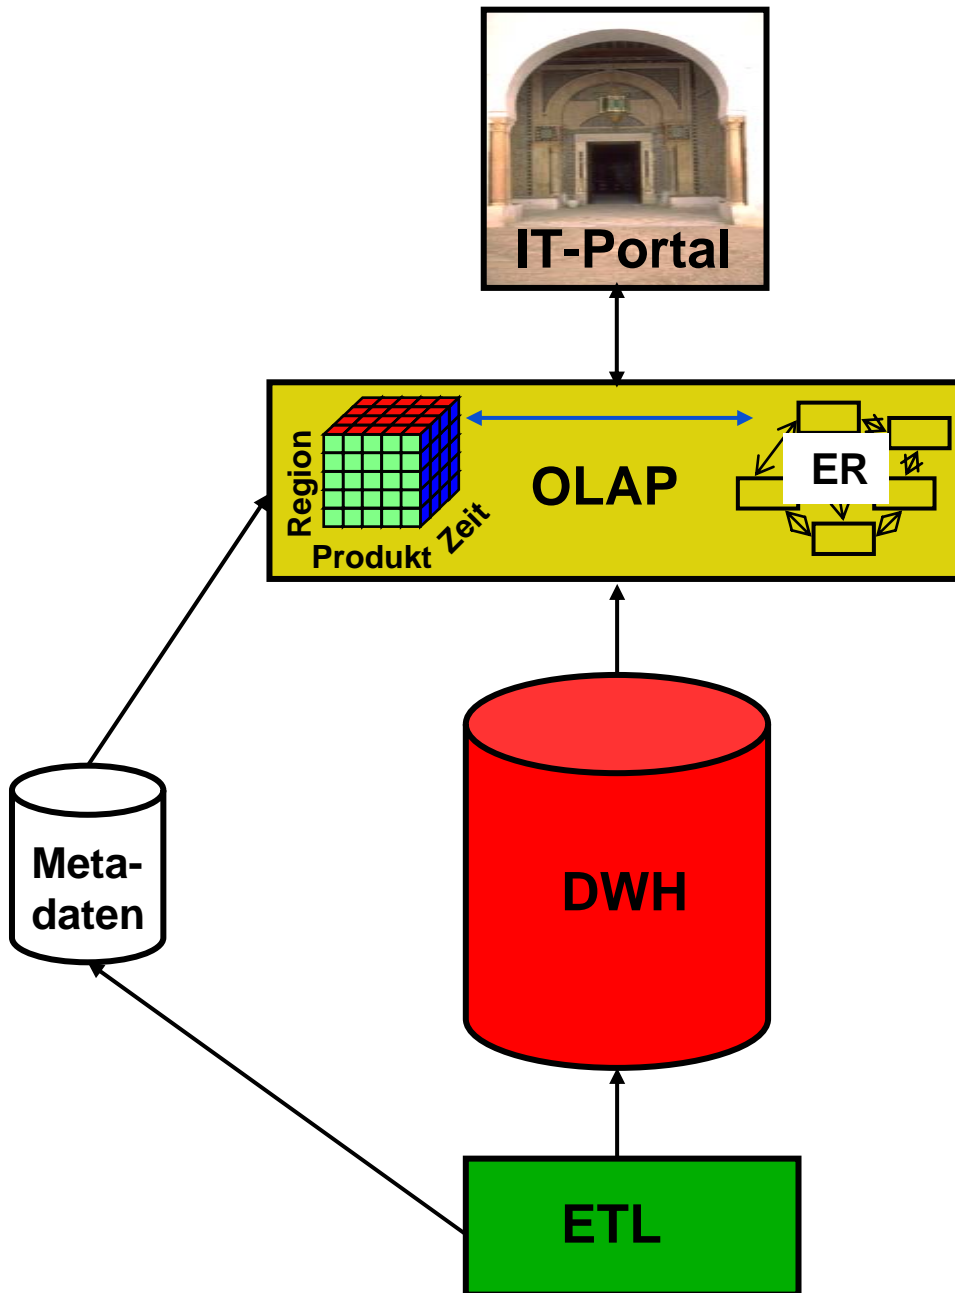 IT-Portal
Region
Produkt
Zeit
OLAP
ER
Meta-
daten
DWH
ETL